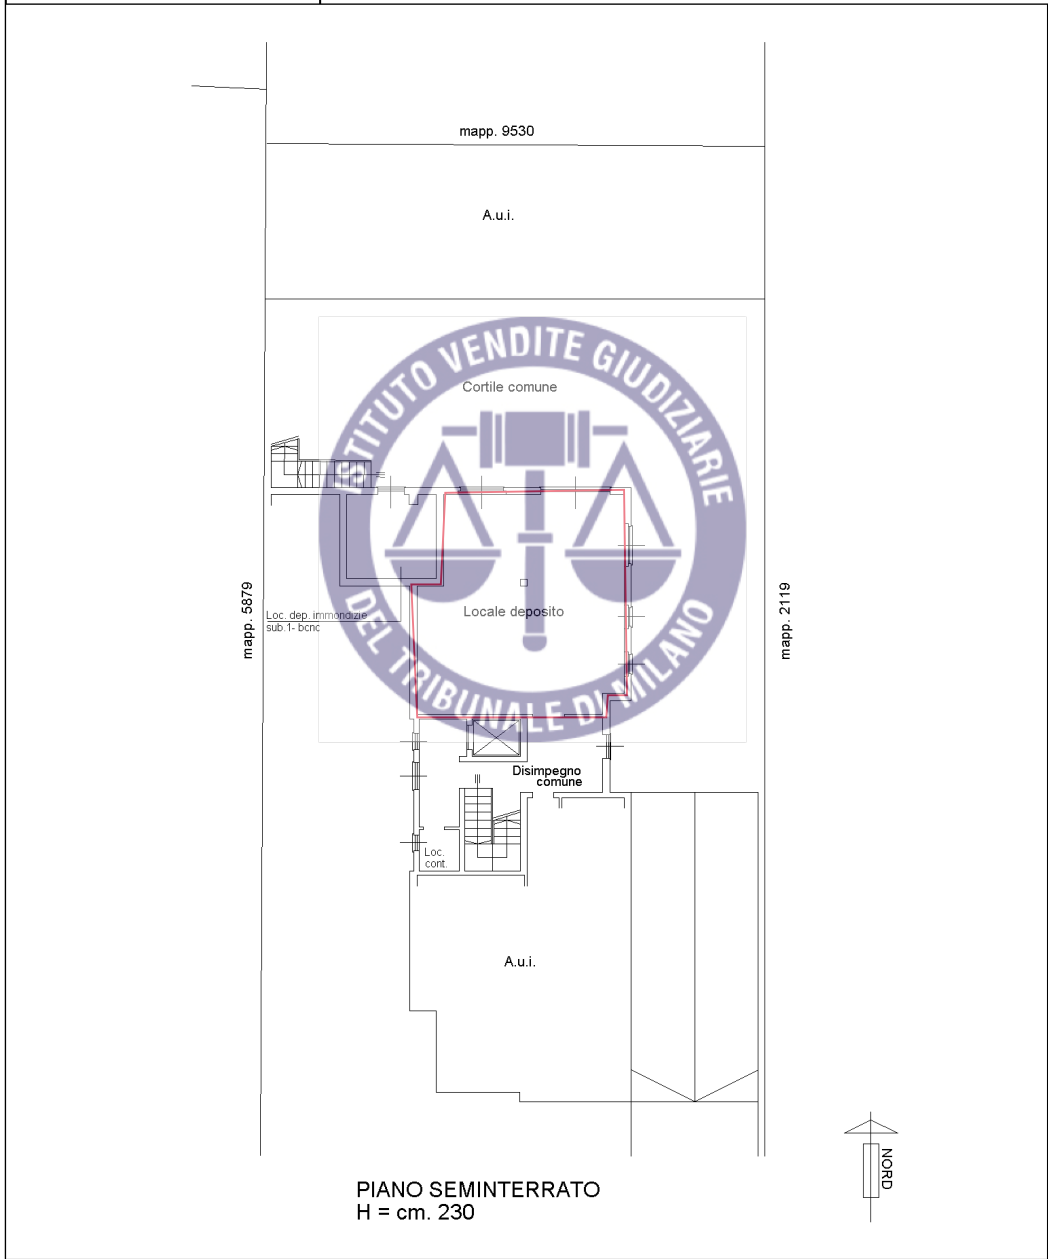 mapp. 9530
A.u.i.
ISTITUTO VENDITE GIUDIZIARIE
Cortile comune
mapp. 5879
mapp. 2119
Locale deposito
Loc. dep. immondizie
sub.1- bcnc
DEL TRIBUNALE DI MILANO
Disimpegno
comune
Loc.
cont.
A.u.i.
NORD
PIANO SEMINTERRATO
H = cm. 230